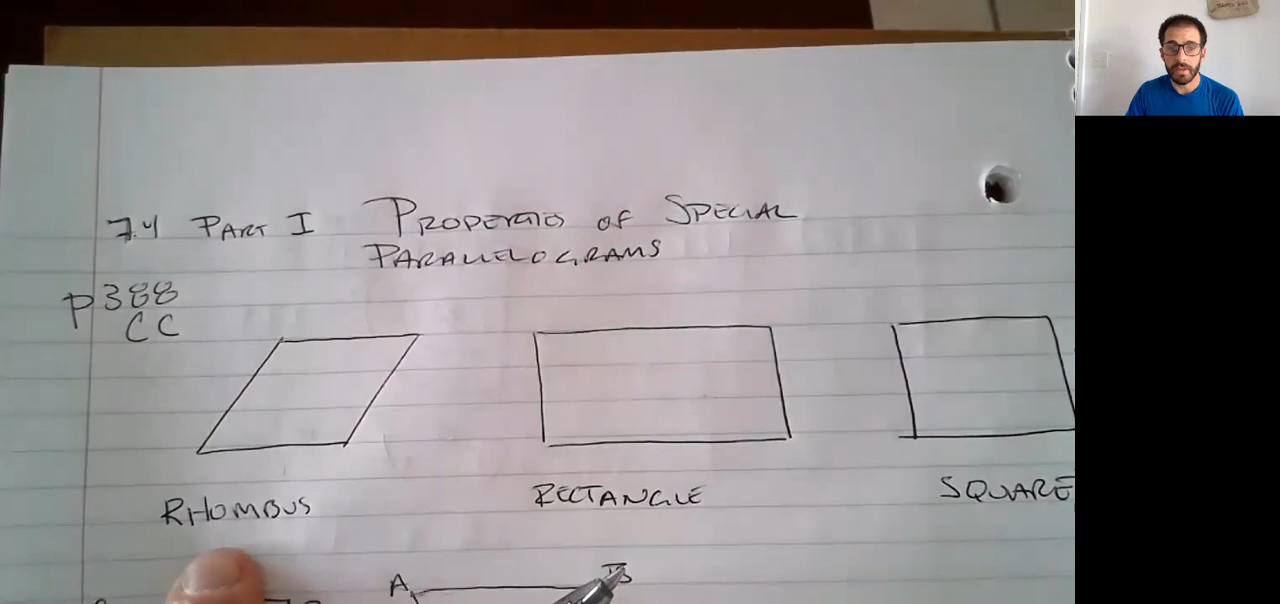 7.4 PART I PROPERTIES OF SPECIAL
PARALLELOGRAMS
p388
CC
RHOMBUS
RECTANGLE
SQUARE
A
B